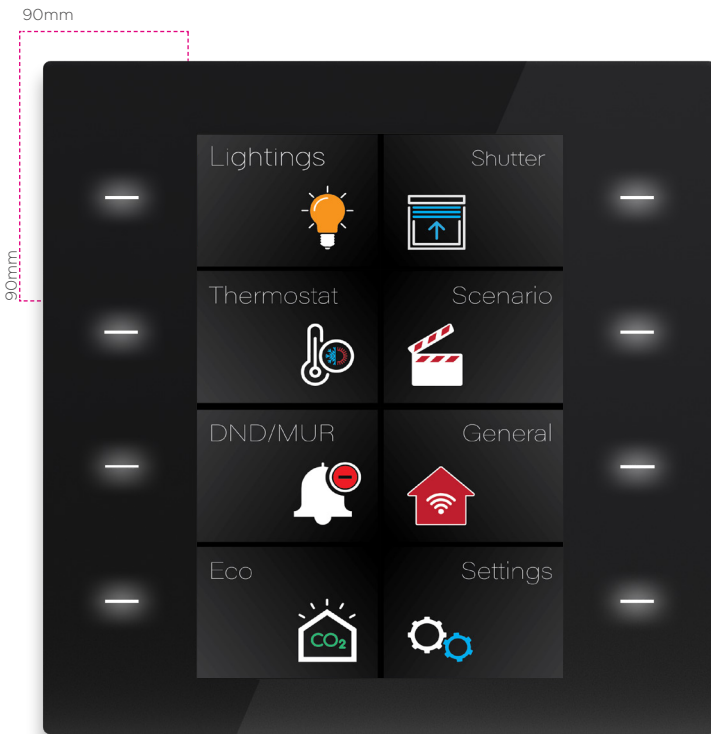 90mm
90mm
Lightings
Shutter
Thermostat
Scenario
DND/MUR
General
Eco
Settings
CO₂